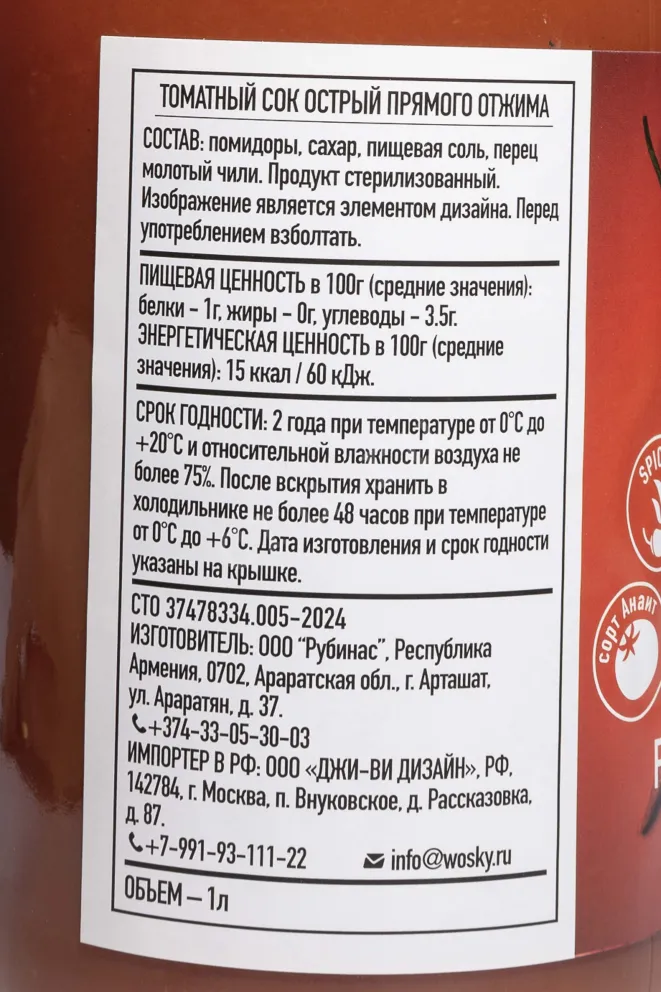 ТОМАТНЫЙ СОК ОСТРЫЙ ПРЯМОГО ОТЖИМА
СОСТАВ: помидоры, сахар, пищевая соль, перец
молотый чили. Продукт стерилизованный.
Изображение является элементом дизайна. Перед
употреблением взболтать.
ПИЩЕВАЯ ЦЕННОСТЬ в 100г (средние значения):
белки – 1г, жиры – 0г, углеводы – 3.5г.
ЭНЕРГЕТИЧЕСКАЯ ЦЕННОСТЬ в 100г (средние
значения): 15 ккал / 60 кДж.
СРОК ГОДНОСТИ: 2 года при температуре от 0°С до
+20°С и относительной влажности воздуха не
более 75%. После вскрытия хранить в
холодильнике не более 48 часов при температуре
от 0°С до +6°С. Дата изготовления и срок годности
указаны на крышке.
СТО 37478334.005-2024
ИЗГОТОВИТЕЛЬ: ООО "Рубинас", Республика
Армения, 0702, Араратская обл., г. Арташат,
ул. Араратян, д. 37.
+374-33-05-30-03
ИМПОРТЕР В РФ: ООО «ДЖИ-ВИ ДИЗАЙН», РФ,
142784, г. Москва, п. Внуковское, д. Рассказовка,
д. 87.
+7-991-93-111-22 info@wosky.ru
ОБЪЕМ – 1л
сорт Анаит